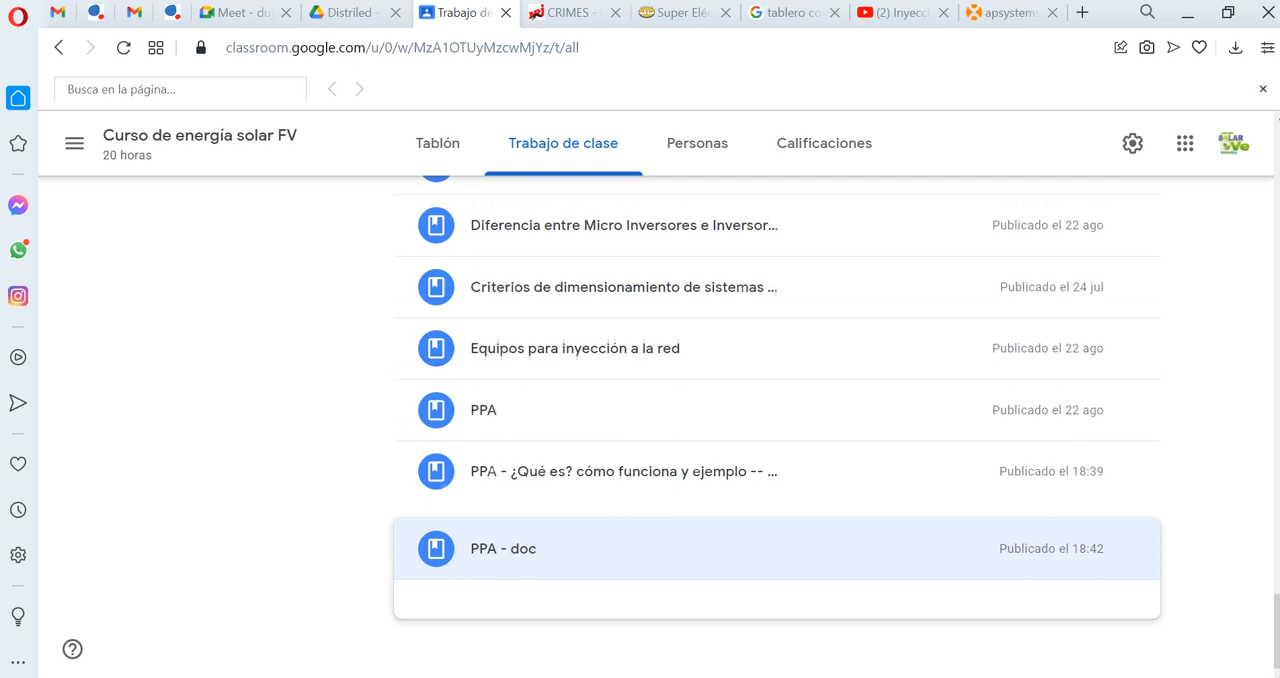 Meet - du
Distriled -
Trabajo de
CRIMES -
Super Eléc
tablero co
(2) Inyecci
apsystems
classroom.google.com/u/0/w/MzA1OTUyMzcwMjYz/t/all
Busca en la página...
Curso de energía solar FV
20 horas
Tablón
Trabajo de clase
Personas
Calificaciones
Diferencia entre Micro Inversores e Inversor...
Publicado el 22 ago
Criterios de dimensionamiento de sistemas ...
Publicado el 24 jul
Equipos para inyección a la red
Publicado el 22 ago
PPA
Publicado el 22 ago
PPA - ¿Qué es? cómo funciona y ejemplo -- ...
Publicado el 18:39
PPA - doc
Publicado el 18:42